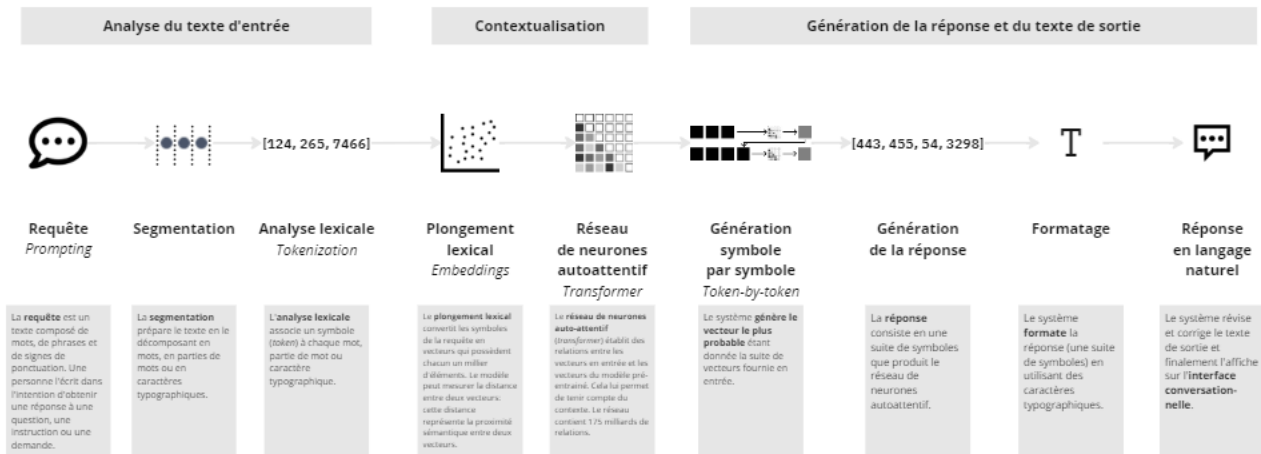 Analyse du texte d'entrée
Contextualisation
Génération de la réponse et du texte de sortie
[124, 265, 7466]
[443, 455, 54, 3298]
T
Requête
Prompting
Segmentation
Analyse lexicale
Tokenization
Plongement
lexical
Embeddings
Réseau
de neurones
autoattentif
Transformer
Génération
symbole
par symbole
Token-by-token
Génération
de la réponse
Formatage
Réponse
en langage
naturel
La requête est un
texte composé de
mots, de phrases et
de signes de
ponctuation. Une
personne l'écrit dans
l'intention d'obtenir
une réponse à une
question, une
instruction ou une
demande.
La segmentation
prépare le texte en le
décomposant en
mots, en parties de
mots ou en
caractères
typographiques.
L'analyse lexicale
associe un symbole
(token) à chaque mot,
partie de mot ou
caractère
typographique.
Le plongement lexical
convertit les symboles
de la requête en
vecteurs qui possèdent
chacun un millier
d'éléments. Le modèle
peut mesurer la distance
entre deux vecteurs:
cette distance
représente la proximité
sémantique entre deux
vecteurs.
Le réseau de neurones
auto-attentif
(transformer) établit des
relations entre les
vecteurs en entrée et les
vecteurs du modèle pré-
entrainé. Cela lui permet
de tenir compte du
contexte. Le réseau
contient 175 milliards de
relations.
Le système génère le
vecteur le plus
probable étant
donnée la suite de
vecteurs fournie en
entrée.
La réponse
consiste en une
suite de symboles
que produit le
réseau de
neurones
autoattentif.
Le système
formate la
réponse (une suite
de symboles) en
utilisant des
caractères
typographiques.
Le système révise
et corrige le texte
de sortie et
finalement l'affiche
sur l'interface
conversation-
nelle.